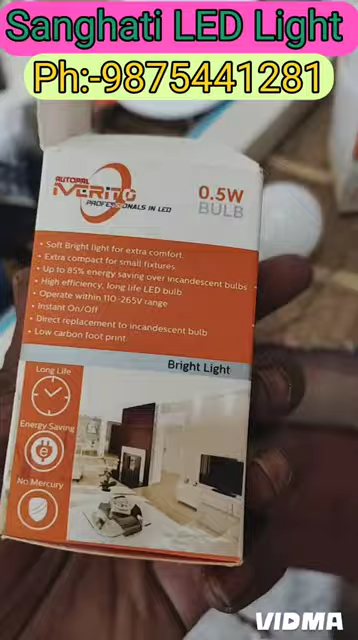 Sanghati LED Light
Ph:-9875441281
AUTOPAL
MERITO
PROFESSIONALS IN LED
0.5W
BULB
• Soft Bright light for extra comfort.
• Extra compact for small fixtures
• Up to 85% energy saving over incandescent bulbs
• High efficiency, long life LED bulb
• Operate within 110-265V range
• Instant On/Off
• Direct replacement to incandescent bulb
• Low carbon foot print
Bright Light
Long Life
Energy Saving
e
No Mercury
VIDMA